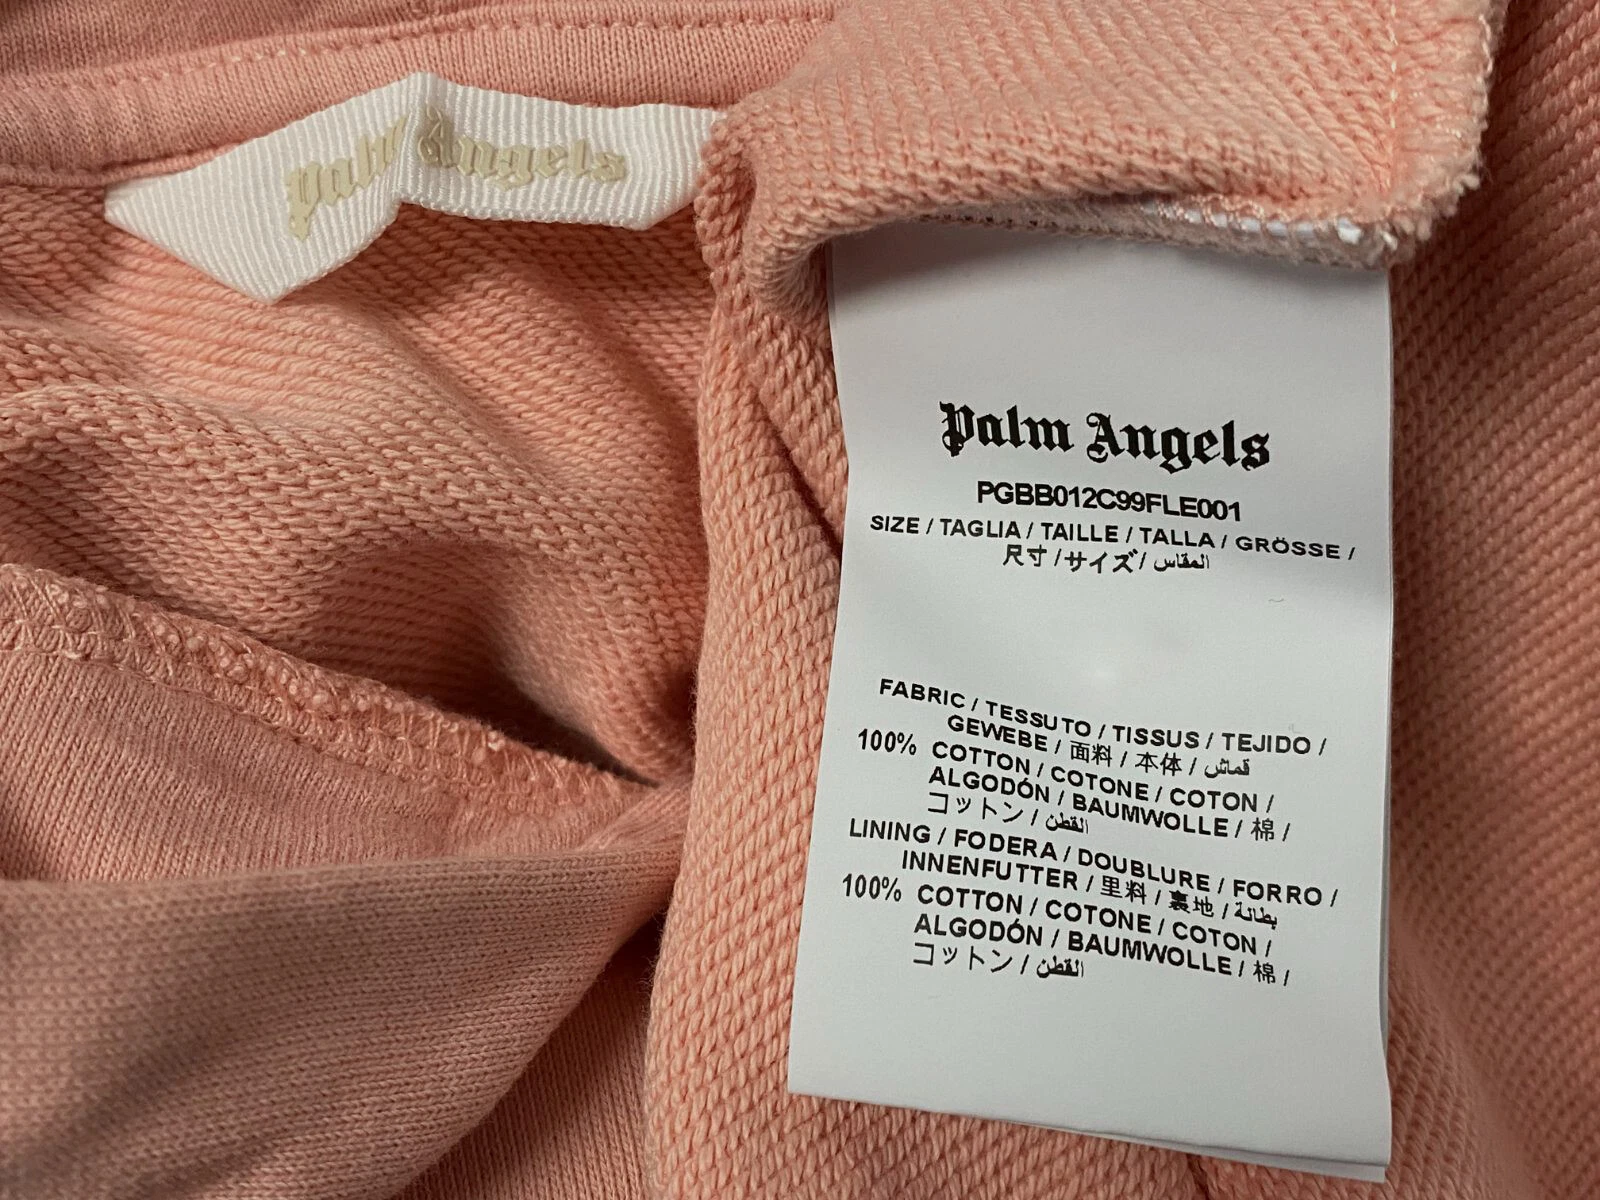 Palm Angels
Palm Angels
PGBB012C99FLE001
SIZE / TAGLIA / TAILLE / TALLA / GRÖSSE /
尺寸 / サイズ / المقاس
FABRIC / TESSUTO / TISSUS / TEJIDO /
GEWEBE / 面料 / 本体 / قماش
100% COTTON / COTONE / COTON /
ALGODÓN / BAUMWOLLE / 棉 /
コットン / القطن
LINING / FODERA / DOUBLURE / FORRO /
INNENFUTTER / 里料 / 裏地 / بطانة
100% COTTON / COTONE / COTON /
ALGODÓN / BAUMWOLLE / 棉 /
コットン / القطن